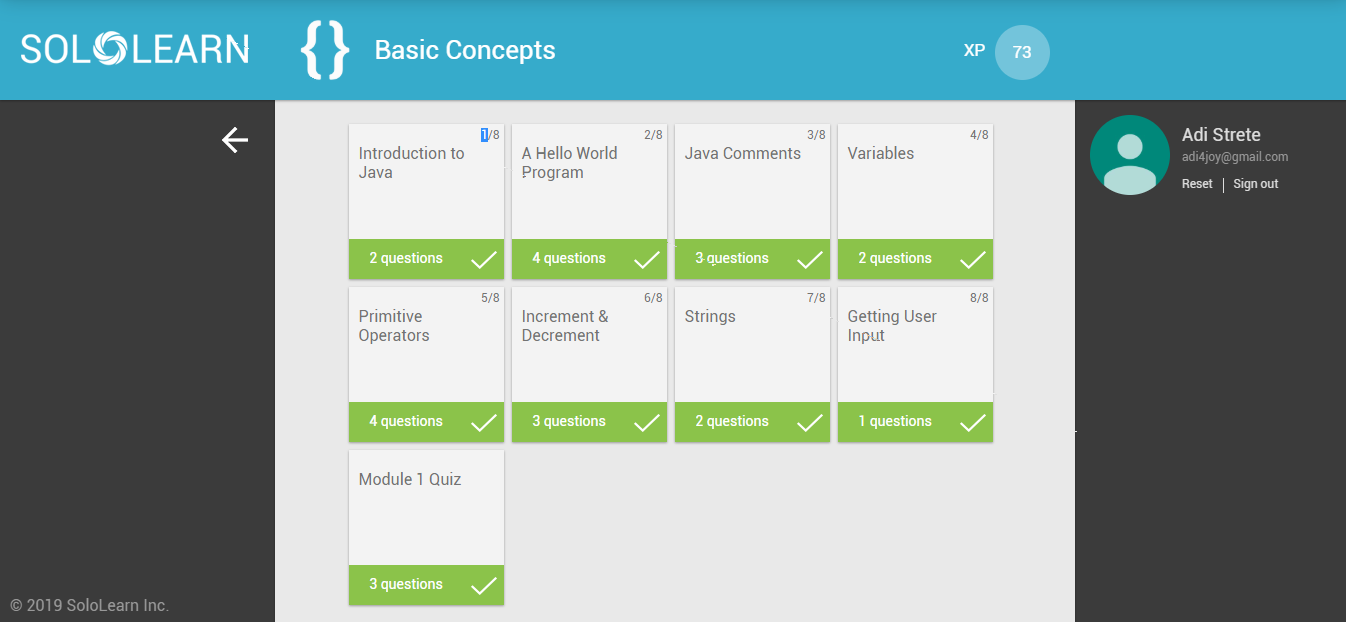 SOLOLEARN
{} Basic Concepts
XP 73
Adi Strete
adi4joy@gmail.com
Reset | Sign out
1/8
Introduction to
Java
2 questions
2/8
A Hello World
Program
4 questions
3/8
Java Comments
3 questions
4/8
Variables
2 questions
5/8
Primitive
Operators
4 questions
6/8
Increment &
Decrement
3 questions
7/8
Strings
2 questions
8/8
Getting User
Input
1 questions
Module 1 Quiz
3 questions
© 2019 SoloLearn Inc.